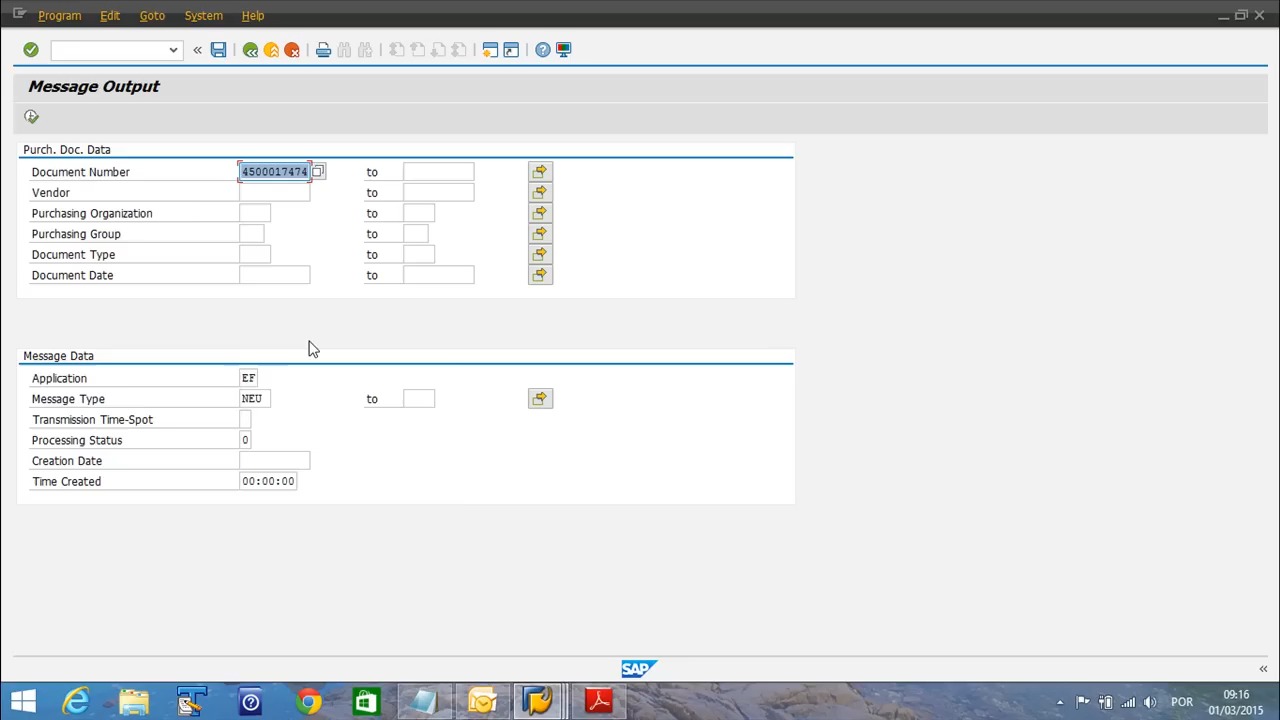 Program Edit Goto System Help
Message Output
Purch. Doc. Data
Document Number 4500017474 to
Vendor to
Purchasing Organization to
Purchasing Group to
Document Type to
Document Date to
Message Data
Application EF
Message Type NEU to
Transmission Time-Spot
Processing Status 0
Creation Date
Time Created 00:00:00
SAP
POR
09:16
01/03/2015